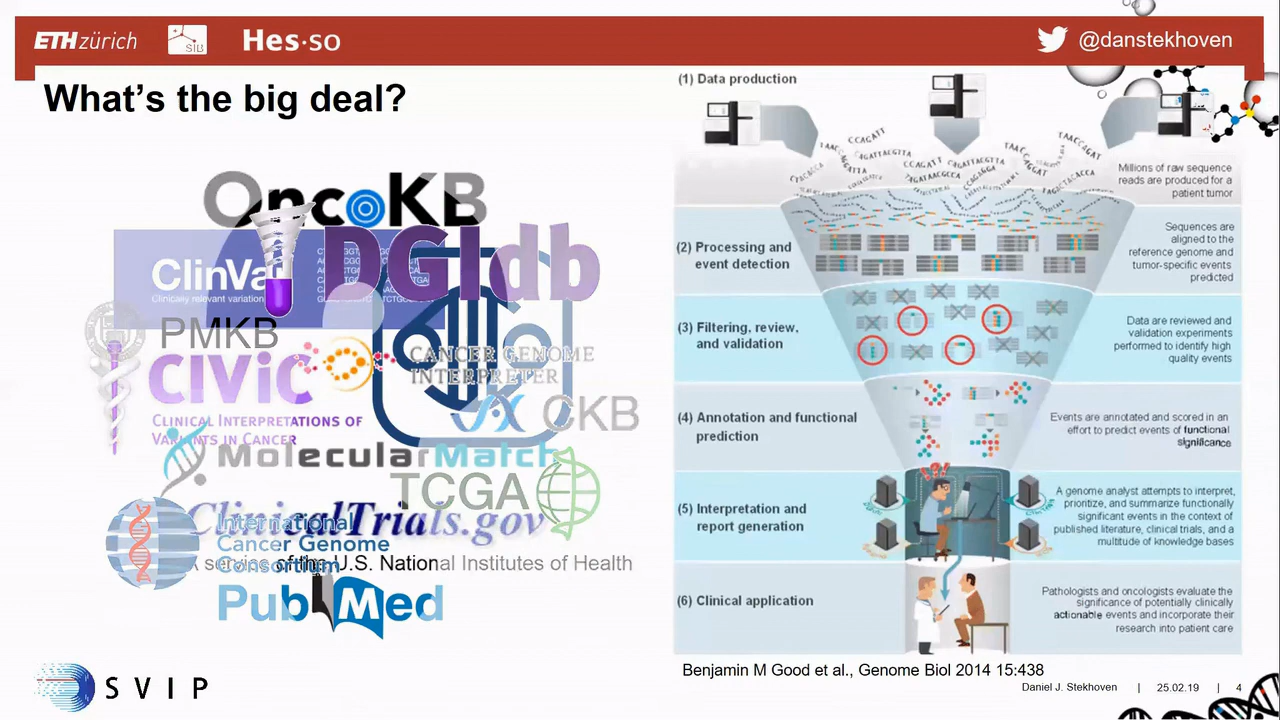 ETHzürich
SIB
Hes·so
@danstekhoven
What's the big deal?
OncoKB
DGIdb
ClinVa
Clinically relevant variation
PMKB
CIViC
CLINICAL INTERPRETATIONS OF
VARIANTS IN CANCER
CANCER GENOME
INTERPRETER
CKB
MolecularMatch
TCGA
ClinicalTrials.gov
A service of the U.S. National Institutes of Health
International
Cancer Genome
Consortium
PubMed
SVIP
(1) Data production
CCAGATT
CAGATTACGTTA
CCAGATT
CAGATTACGTTA
TAGATAACGCCA
Millions of raw sequence
reads are produced for a
patient tumor
(2) Processing and
event detection
Sequences are
aligned to the
reference genome and
tumor-specific events
predicted
(3) Filtering, review,
and validation
Data are reviewed and
validation experiments
performed to identify high
quality events
(4) Annotation and functional
prediction
Events are annotated and scored in an
effort to predict events of functional
significance
(5) Interpretation and
report generation
?!?
A genome analyst attempts to interpret,
prioritize, and summarize functionally
significant events in the context of
published literature, clinical trials, and a
multitude of knowledge bases
(6) Clinical application
Pathologists and oncologists evaluate the
significance of potentially clinically
actionable events and incorporate their
research into patient care
Benjamin M Good et al., Genome Biol 2014 15:438
Daniel J. Stekhoven | 25.02.19 | 4